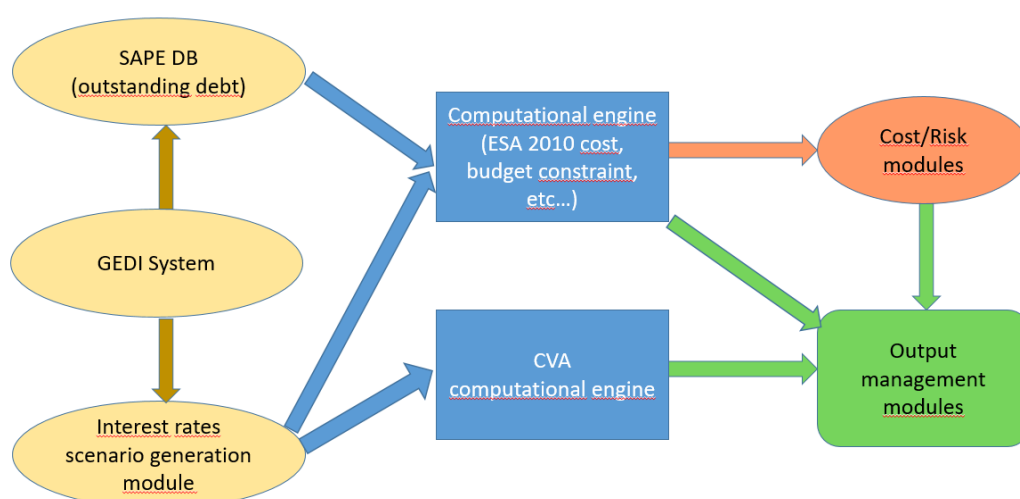 SAPE DB
(outstanding debt)
Computational engine
(ESA 2010 cost,
budget constraint,
etc...)
Cost/Risk
modules
GEDI System
CVA
computational engine
Output
management
modules
Interest rates
scenario generation
module